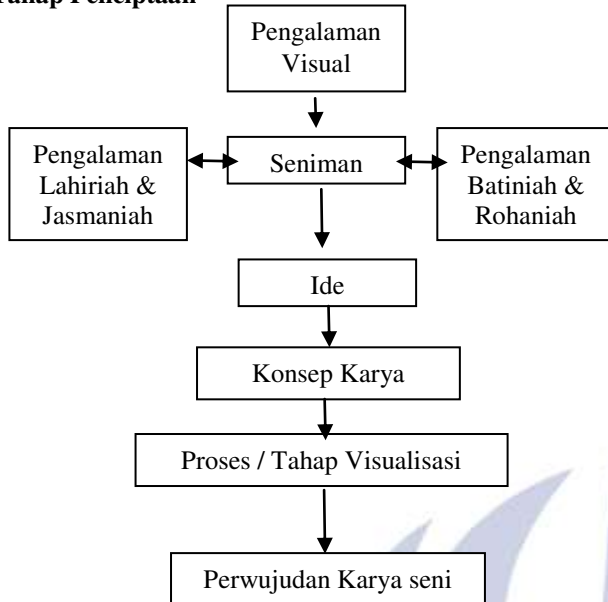 Tahap Penciptaan
Pengalaman
Visual
Pengalaman
Lahiriah &
Jasmaniah
Seniman
Pengalaman
Batiniah &
Rohaniah
Ide
Konsep Karya
Proses / Tahap Visualisasi
Perwujudan Karya seni